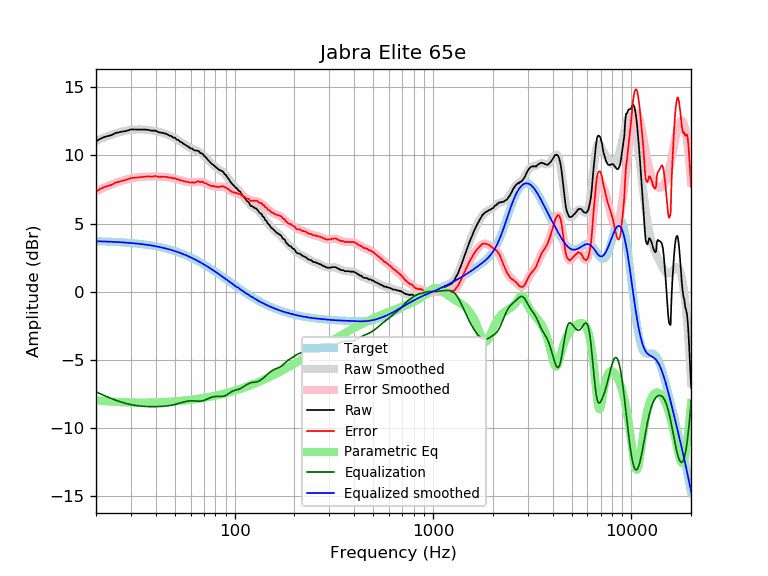 Jabra Elite 65e
Amplitude (dBr)
15
10
5
0
−5
−10
−15
Target
Raw Smoothed
Error Smoothed
Raw
Error
Parametric Eq
Equalization
Equalized smoothed
100
1000
10000
Frequency (Hz)